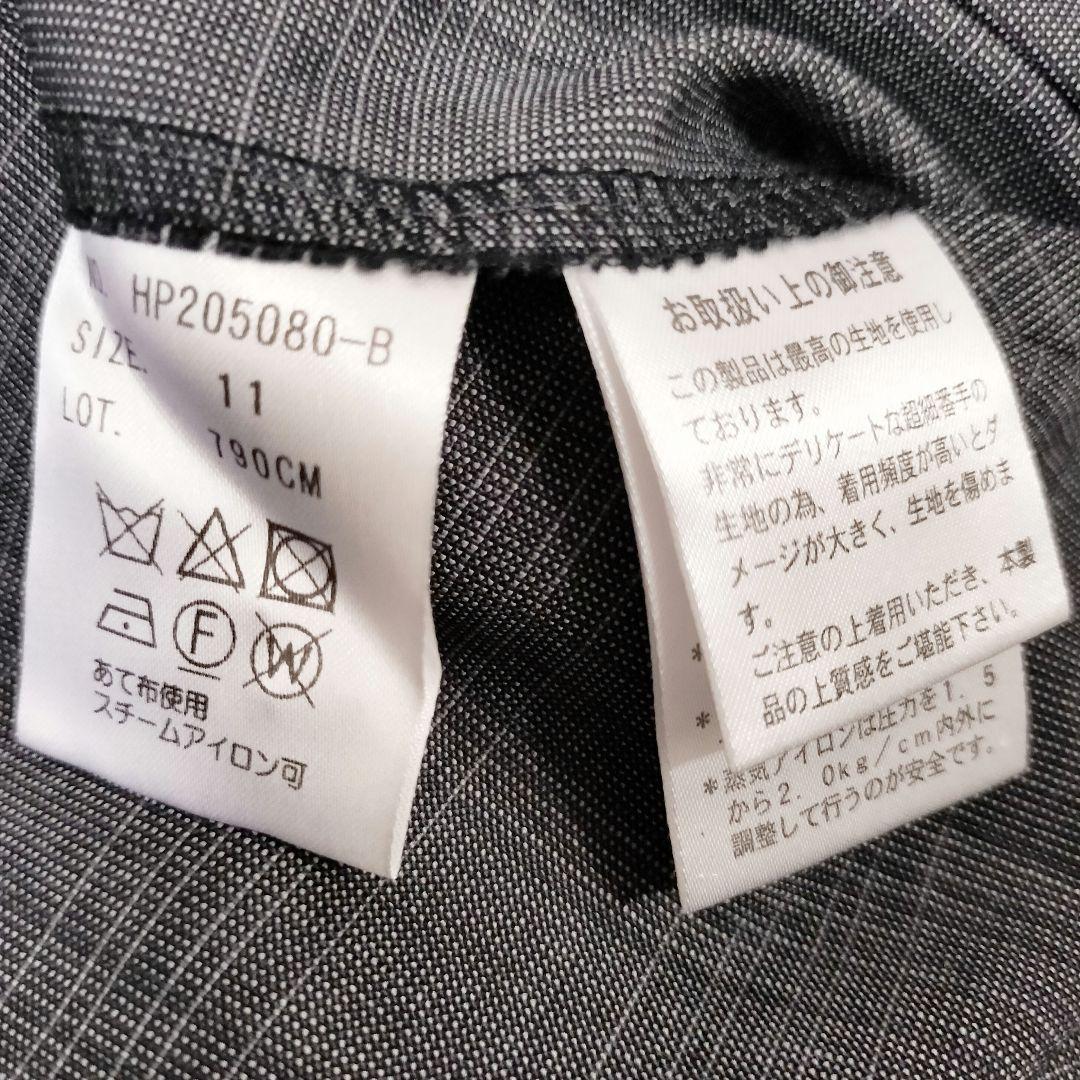 NO. HP205080-B
SIZE. 11
LOT. 790CM
F
W
あて布使用
スチームアイロン可
お取扱い上の御注意
この製品は最高の生地を使用し
ております。
非常にデリケートな超細番手の
生地の為、着用頻度が高いとダ
メージが大きく、生地を傷めま
す。
ご注意の上着用いただき、本製
品の上質感をご堪能下さい。
*
*
*蒸気アイロンは圧力を1.5
から2.0kg/cm内外に
調整して行うのが安全です。